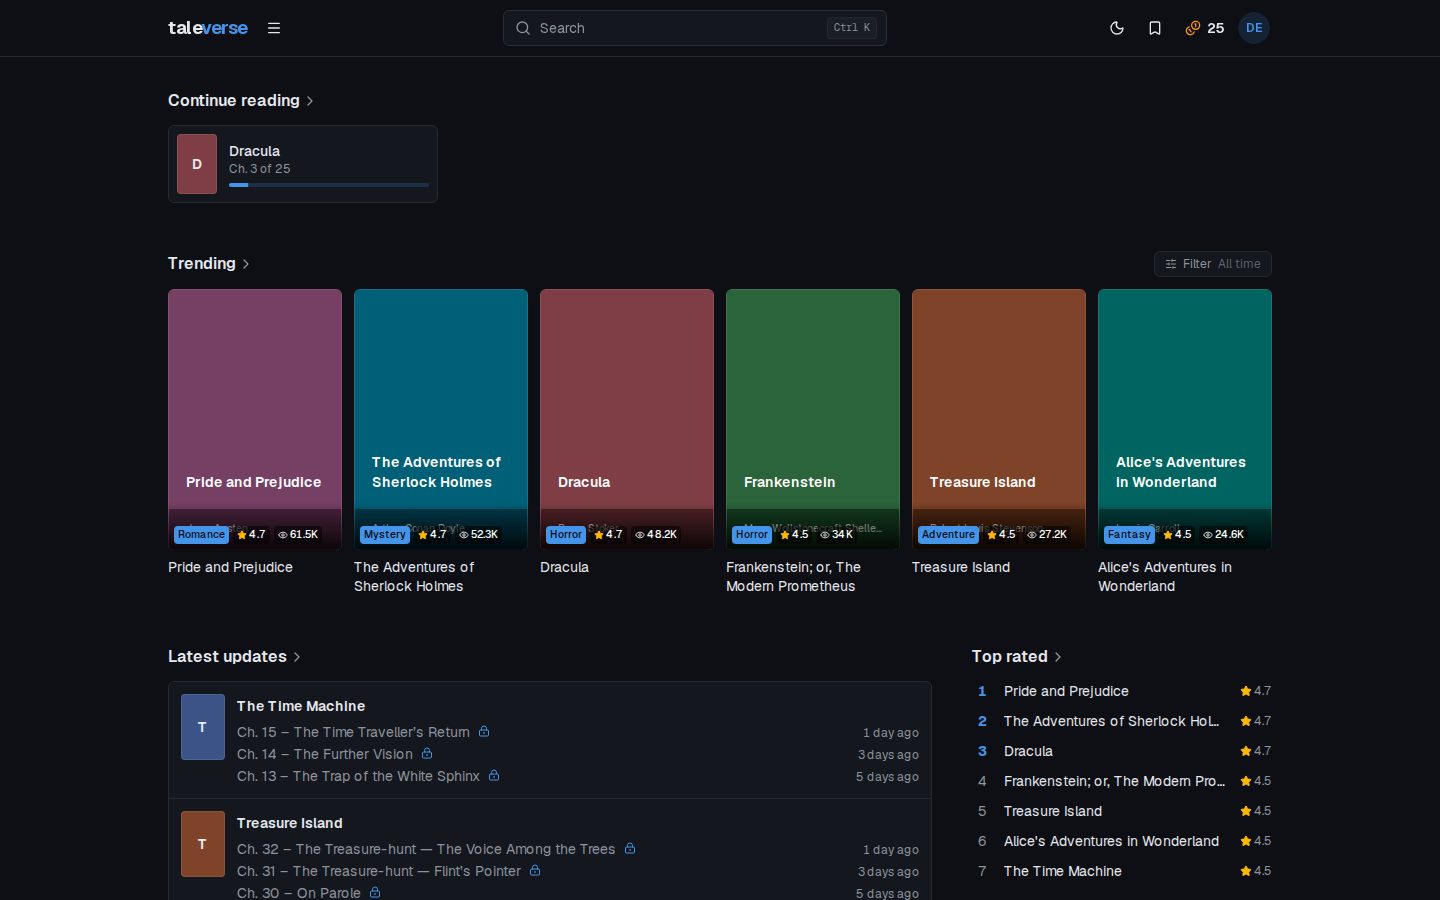 taleverse
Search
Ctrl K
25
DE
Continue reading
D
Dracula
Ch. 3 of 25
Trending
Filter All time
Pride and Prejudice
Romance 4.7 61.5K
Pride and Prejudice
The Adventures of
Sherlock Holmes
Mystery 4.7 52.3K
The Adventures of
Sherlock Holmes
Dracula
Horror 4.7 48.2K
Dracula
Frankenstein
Horror 4.5 34K
Frankenstein; or, The
Modern Prometheus
Treasure Island
Adventure 4.5 27.2K
Treasure Island
Alice's Adventures
in Wonderland
Fantasy 4.5 24.6K
Alice's Adventures in
Wonderland
Latest updates
T
The Time Machine
Ch. 15 – The Time Traveller's Return 1 day ago
Ch. 14 – The Further Vision 3 days ago
Ch. 13 – The Trap of the White Sphinx 5 days ago
T
Treasure Island
Ch. 32 – The Treasure-hunt — The Voice Among the Trees 1 day ago
Ch. 31 – The Treasure-hunt — Flint's Pointer 3 days ago
Ch. 30 – On Parole 5 days ago
Top rated
1 Pride and Prejudice 4.7
2 The Adventures of Sherlock Hol... 4.7
3 Dracula 4.7
4 Frankenstein; or, The Modern Pro... 4.5
5 Treasure Island 4.5
6 Alice's Adventures in Wonderland 4.5
7 The Time Machine 4.5